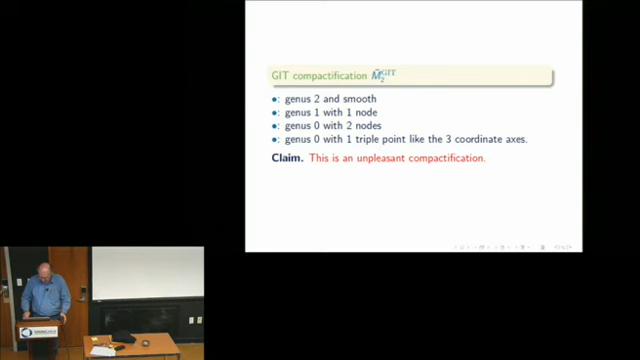 GIT compactification M̄₂ᴳᴵᵀ
•: genus 2 and smooth
•: genus 1 with 1 node
•: genus 0 with 2 nodes
•: genus 0 with 1 triple point like the 3 coordinate axes.
Claim. This is an unpleasant compactification.